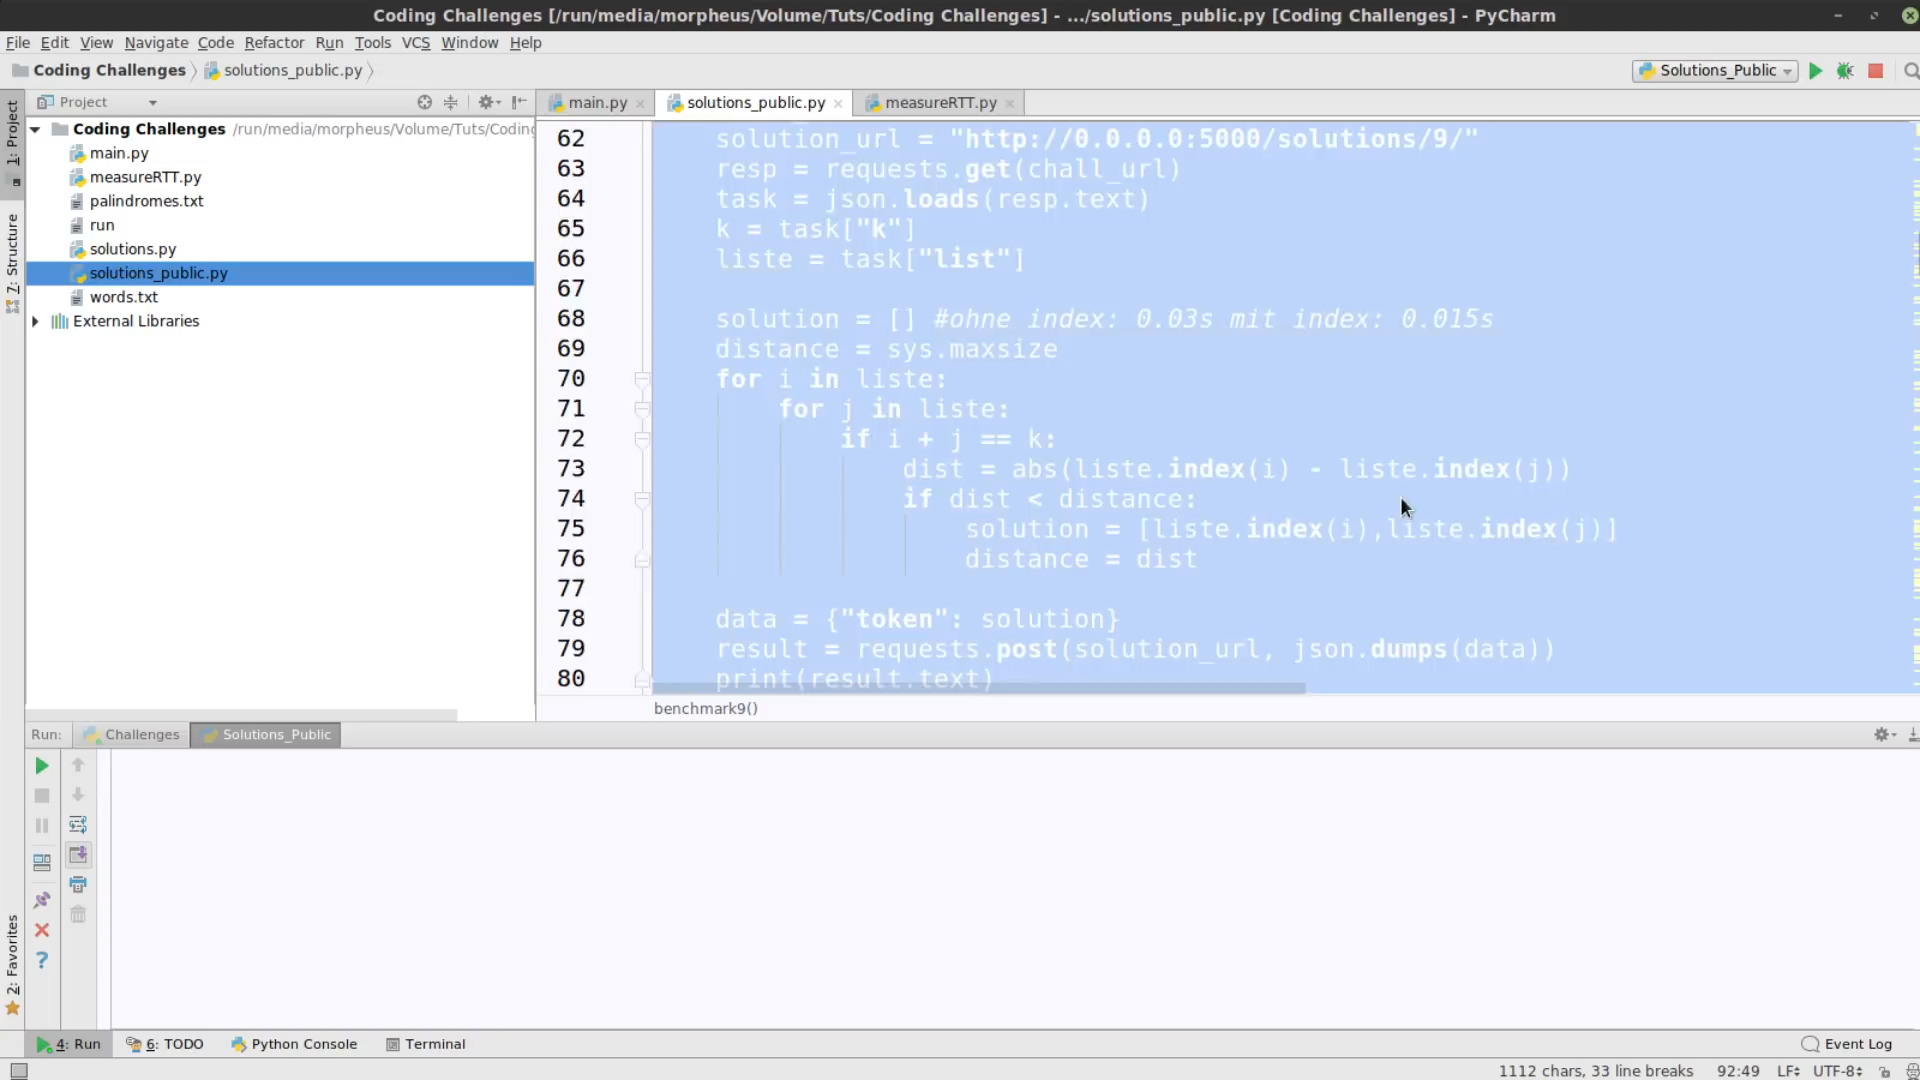 Coding Challenges [/run/media/morpheus/Volume/Tuts/Coding Challenges] - .../solutions_public.py [Coding Challenges] - PyCharm
File Edit View Navigate Code Refactor Run Tools VCS Window Help
Coding Challenges solutions_public.py Solutions_Public
1: Project
7: Structure
2: Favorites
Project
Coding Challenges /run/media/morpheus/Volume/Tuts/Coding
main.py
measureRTT.py
palindromes.txt
run
solutions.py
solutions_public.py
words.txt
External Libraries
main.py solutions_public.py measureRTT.py
62 solution_url = "http://0.0.0.0:5000/solutions/9/"
63 resp = requests.get(chall_url)
64 task = json.loads(resp.text)
65 k = task["k"]
66 liste = task["list"]
67
68 solution = [] #ohne index: 0.03s mit index: 0.015s
69 distance = sys.maxsize
70 for i in liste:
71 for j in liste:
72 if i + j == k:
73 dist = abs(liste.index(i) - liste.index(j))
74 if dist < distance:
75 solution = [liste.index(i),liste.index(j)]
76 distance = dist
77
78 data = {"token": solution}
79 result = requests.post(solution_url, json.dumps(data))
80 print(result.text)
benchmark9()
Run: Challenges Solutions_Public
4: Run 6: TODO Python Console Terminal Event Log
1112 chars, 33 line breaks 92:49 LF UTF-8